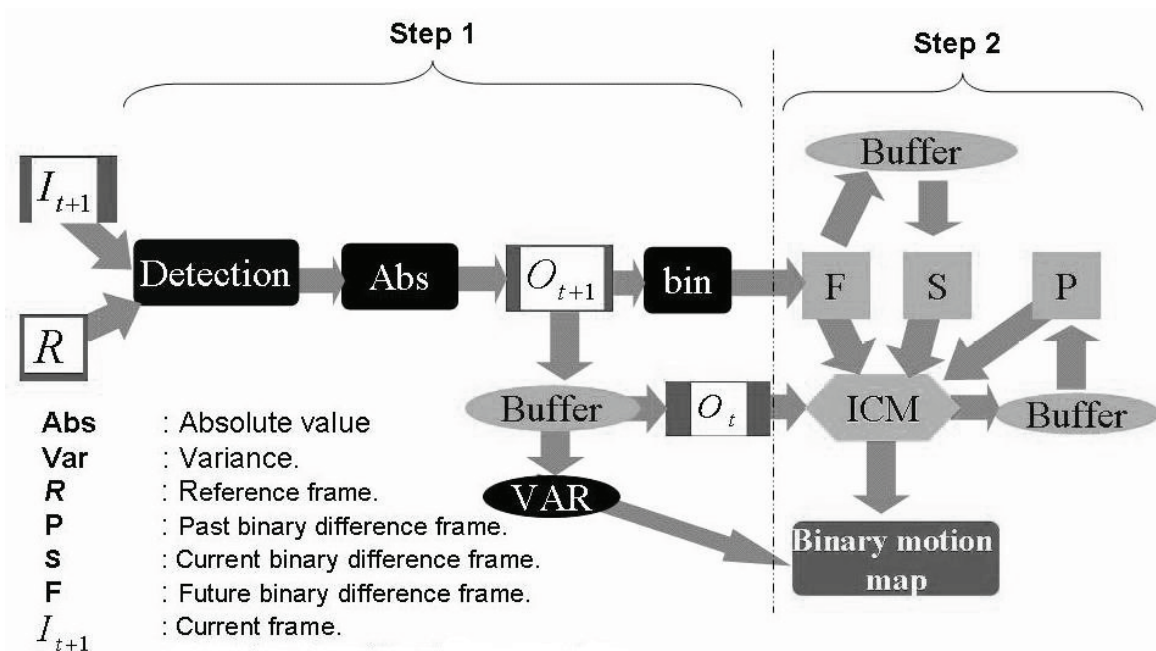 Step 1
Step 2
Buffer
I_{t+1}
Detection
Abs
O_{t+1}
bin
F
S
P
R
Buffer
O_t
ICM
Buffer
VAR
Binary motion
map
Abs : Absolute value
Var : Variance.
R : Reference frame.
P : Past binary difference frame.
S : Current binary difference frame.
F : Future binary difference frame.
I_{t+1} : Current frame.